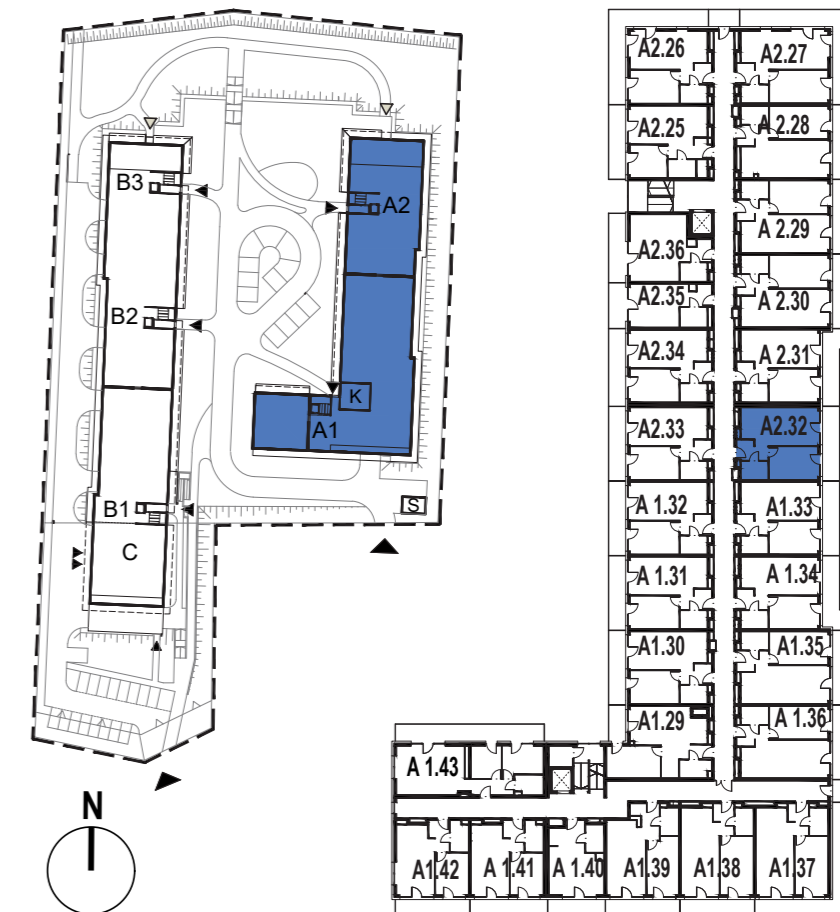 B3
A2
B2
K
A1
B1
S
C
N
A2.26
A2.27
A2.25
A 2.28
A 2.29
A2.36
A2.35
A 2.30
A2.34
A 2.31
A2.33
A2.32
A 1.32
A1.33
A 1.31
A 1.34
A1.30
A1.35
A1.29
A 1.36
A 1.43
A1.42
A 1.41
A 1.40
A1.39
A1.38
A1.37